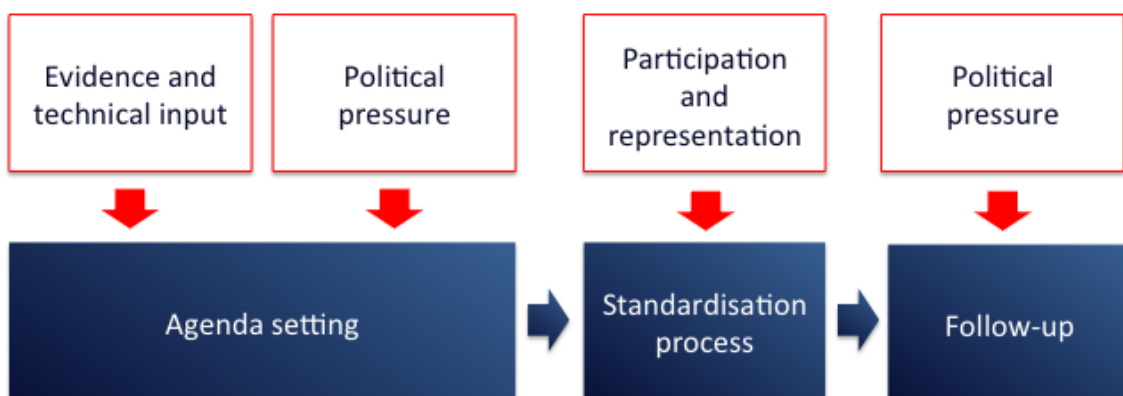 Evidence and
technical input
Political
pressure
Participation
and
representation
Political
pressure
Agenda setting
Standardisation
process
Follow-up